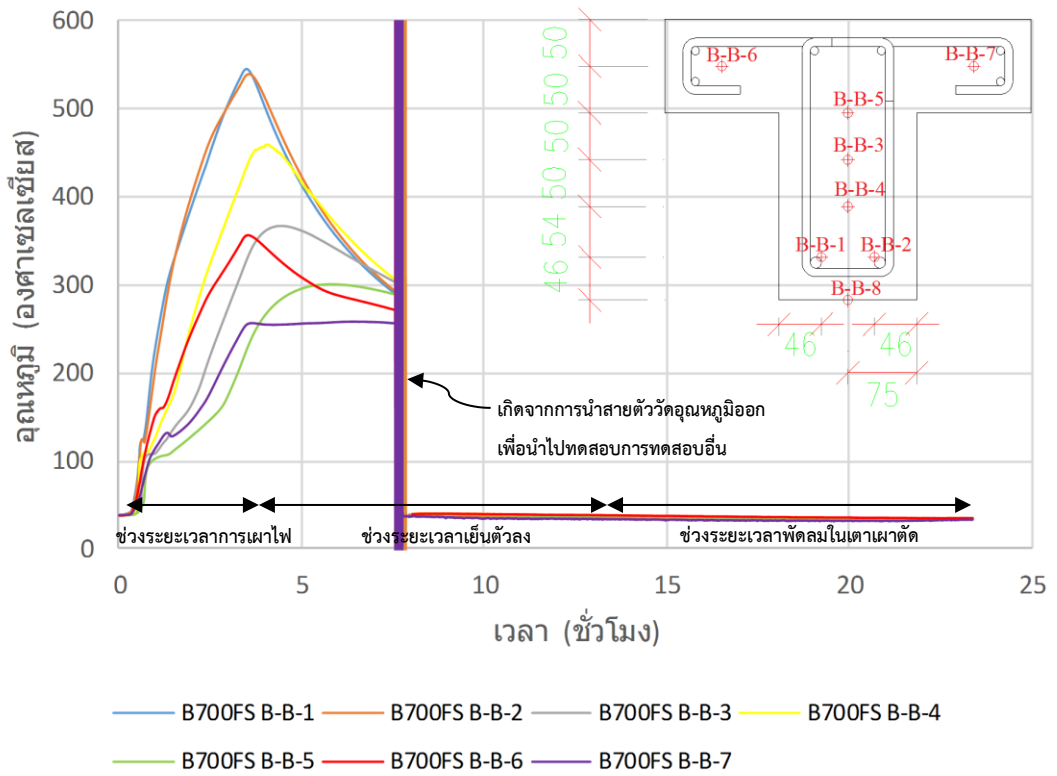 600
500
400
300
200
100
0
อุณหภูมิ (องศาเซลเซียส)
50
50
50
50
54
46
B-B-6
B-B-7
B-B-5
B-B-3
B-B-4
B-B-1
B-B-2
B-B-8
46
46
75
เกิดจากการนำสายตัววัดอุณหภูมิออก
เพื่อนำไปทดสอบการทดสอบอื่น
ช่วงระยะเวลาการเผาไฟ
ช่วงระยะเวลาเย็นตัวลง
ช่วงระยะเวลาพัดลมในเตาเผาตัด
0
5
10
15
20
25
เวลา (ชั่วโมง)
B700FS B-B-1
B700FS B-B-2
B700FS B-B-3
B700FS B-B-4
B700FS B-B-5
B700FS B-B-6
B700FS B-B-7